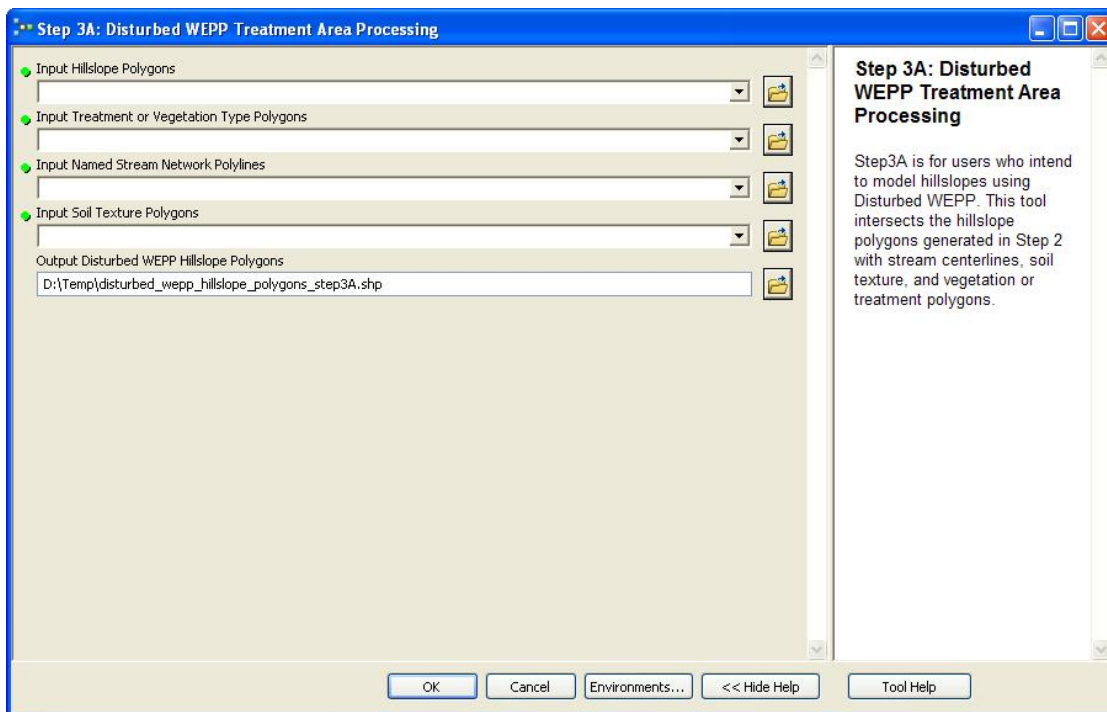 Step 3A: Disturbed WEPP Treatment Area Processing
Input Hillslope Polygons
Input Treatment or Vegetation Type Polygons
Input Named Stream Network Polylines
Input Soil Texture Polygons
Output Disturbed WEPP Hillslope Polygons
D:\Temp\disturbed_wepp_hillslope_polygons_step3A.shp
Step 3A: Disturbed
WEPP Treatment Area
Processing
Step3A is for users who intend
to model hillslopes using
Disturbed WEPP. This tool
intersects the hillslope
polygons generated in Step 2
with stream centerlines, soil
texture, and vegetation or
treatment polygons.
OK
Cancel
Environments...
<< Hide Help
Tool Help